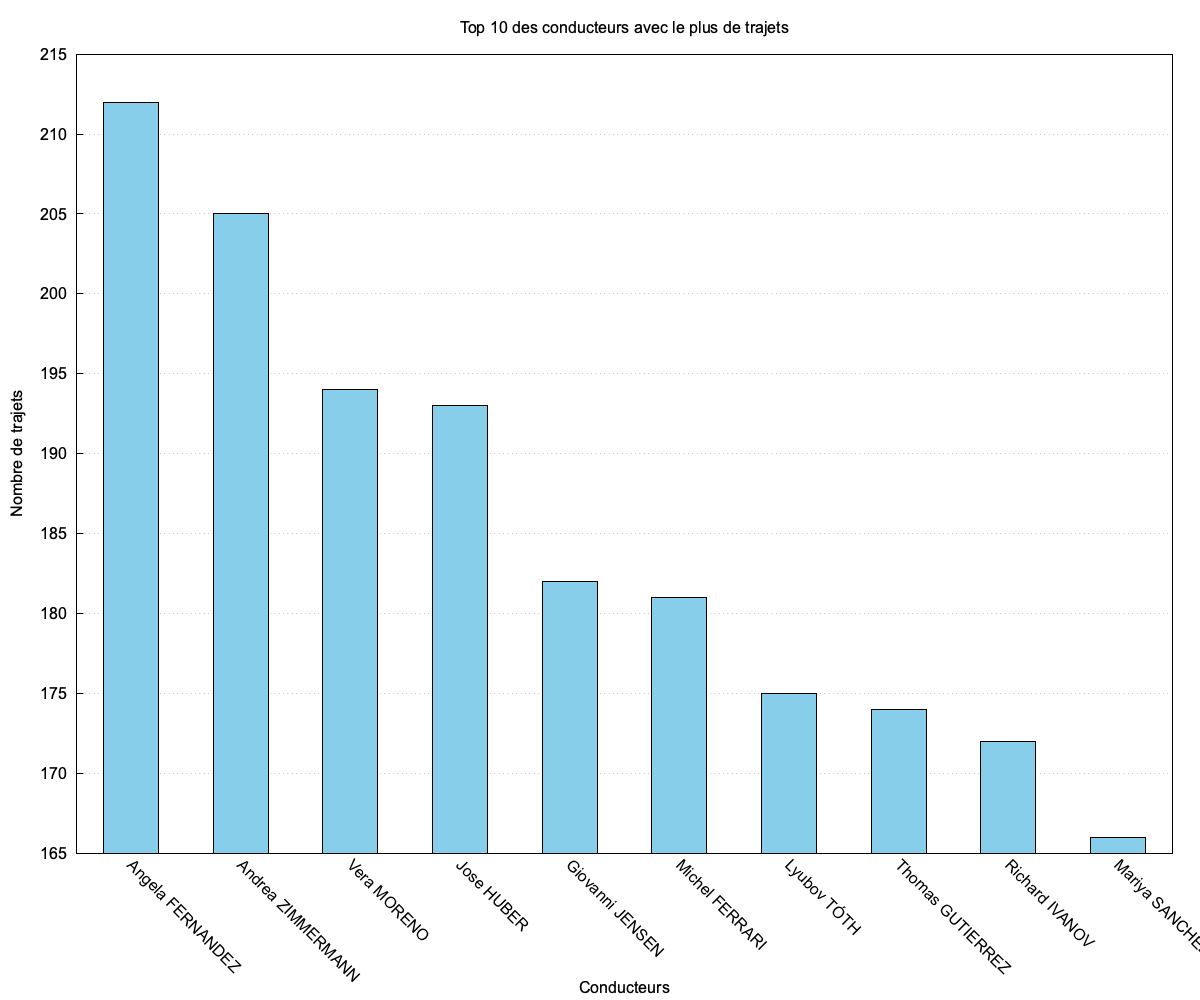 Top 10 des conducteurs avec le plus de trajets
215
210
205
200
195
190
185
180
175
170
165
Nombre de trajets
Angela FERNANDEZ
Andrea ZIMMERMANN
Vera MORENO
Jose HUBER
Giovanni JENSEN
Michel FERRARI
Lyubov TÓTH
Thomas GUTIERREZ
Richard IVANOV
Mariya
Conducteurs